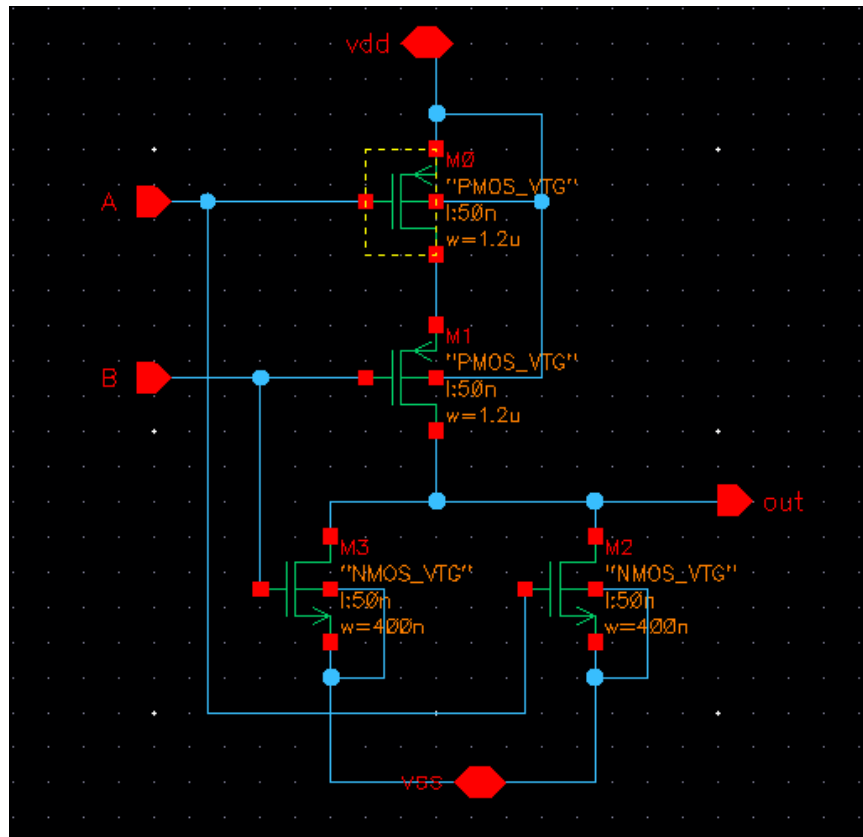 vdd
M0
"PMOS_VTG"
l:50n
w=1.2u
A
M1
"PMOS_VTG"
l:50n
w=1.2u
B
out
M3
"NMOS_VTG"
l:50n
w=400n
M2
"NMOS_VTG"
l:50n
w=400n
vss